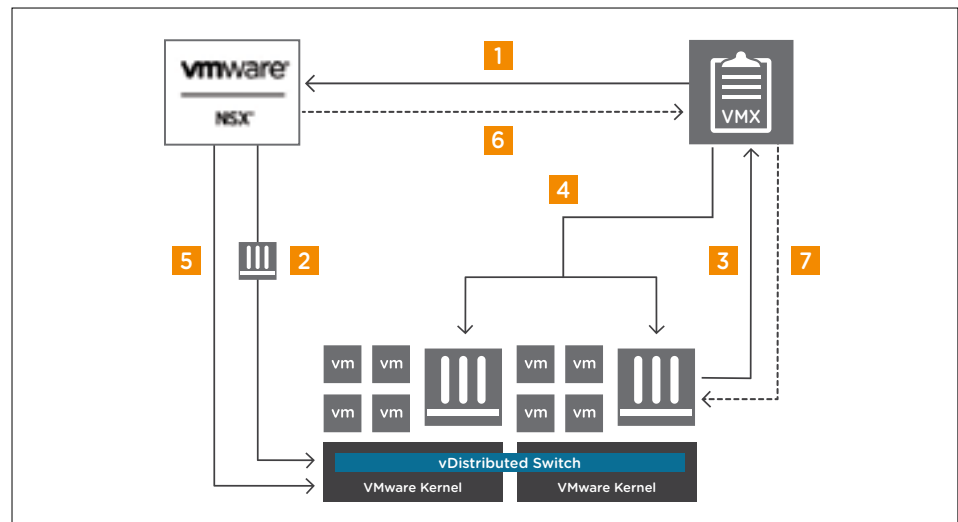 vmware®
NSX™
1
VMX
6
4
5
2
3
7
vm vm vm vm
vm vm vm vm
vDistributed Switch
VMware Kernel VMware Kernel